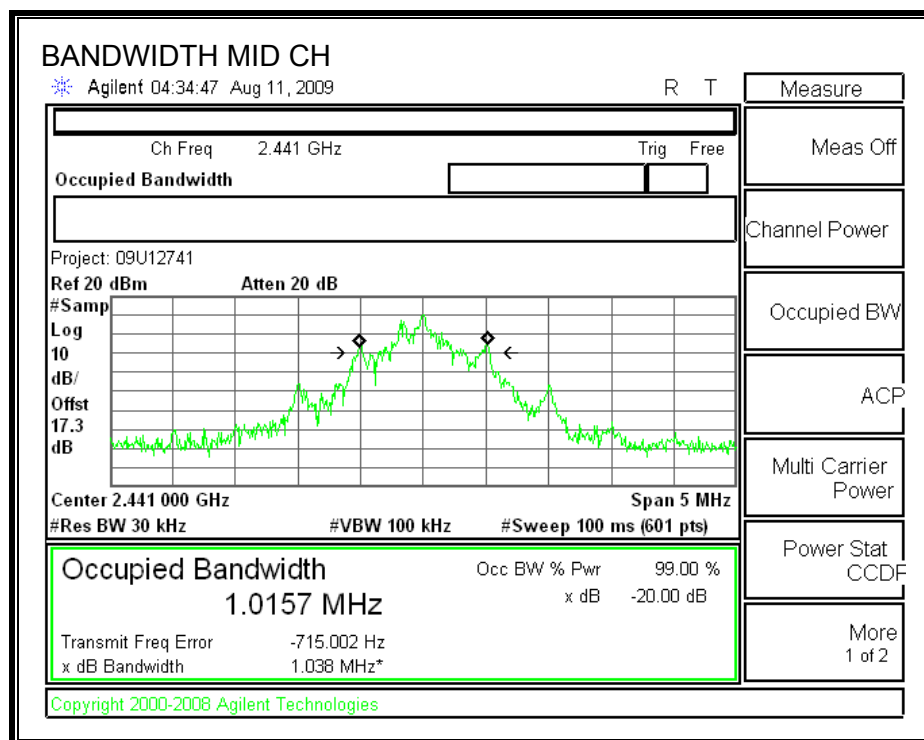 BANDWIDTH MID CH
Agilent 04:34:47 Aug 11, 2009 R T
Measure
Ch Freq 2.441 GHz Trig Free
Meas Off
Occupied Bandwidth
Channel Power
Project: 09U12741
Ref 20 dBm Atten 20 dB
#Samp
Log
10
dB/
Offst
17.3
dB
Occupied BW
ACP
Multi Carrier
Power
Center 2.441 000 GHz Span 5 MHz
#Res BW 30 kHz #VBW 100 kHz #Sweep 100 ms (601 pts)
Power Stat
CCDF
Occupied Bandwidth Occ BW % Pwr 99.00 %
1.0157 MHz x dB -20.00 dB
Transmit Freq Error -715.002 Hz
x dB Bandwidth 1.038 MHz*
More
1 of 2
Copyright 2000-2008 Agilent Technologies